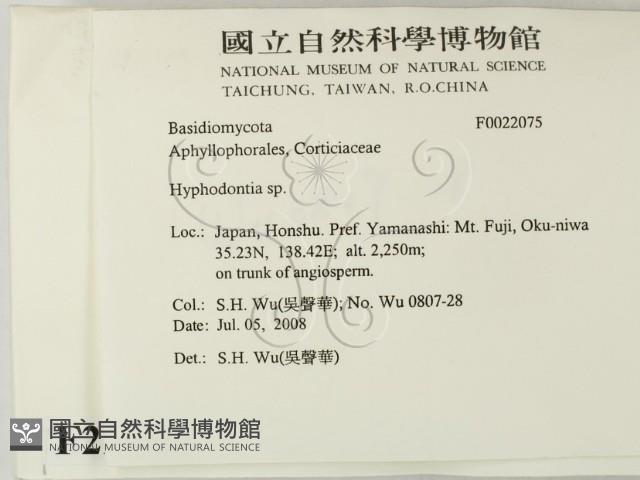 國立自然科學博物館
NATIONAL MUSEUM OF NATURAL SCIENCE
TAICHUNG, TAIWAN, R.O.CHINA
Basidiomycota F0022075
Aphyllophorales, Corticiaceae
Hyphodontia sp.
Loc.: Japan, Honshu. Pref. Yamanashi: Mt. Fuji, Oku-niwa
35.23N, 138.42E; alt. 2,250m;
on trunk of angiosperm.
Col.: S.H. Wu(吳聲華); No. Wu 0807-28
Date: Jul. 05, 2008
Det.: S.H. Wu(吳聲華)
國立自然科學博物館
NATIONAL MUSEUM OF NATURAL SCIENCE
F2